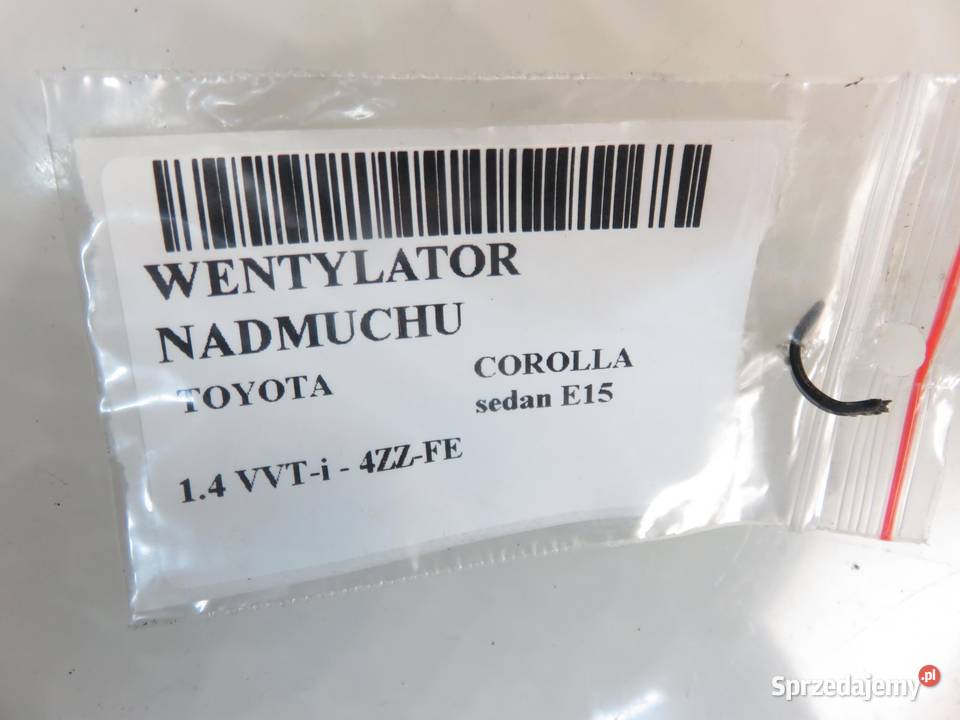 WENTYLATOR
NADMUCHU
TOYOTA
COROLLA
sedan E15
1.4 VVT-i - 4ZZ-FE
Sprzedajemy.pl